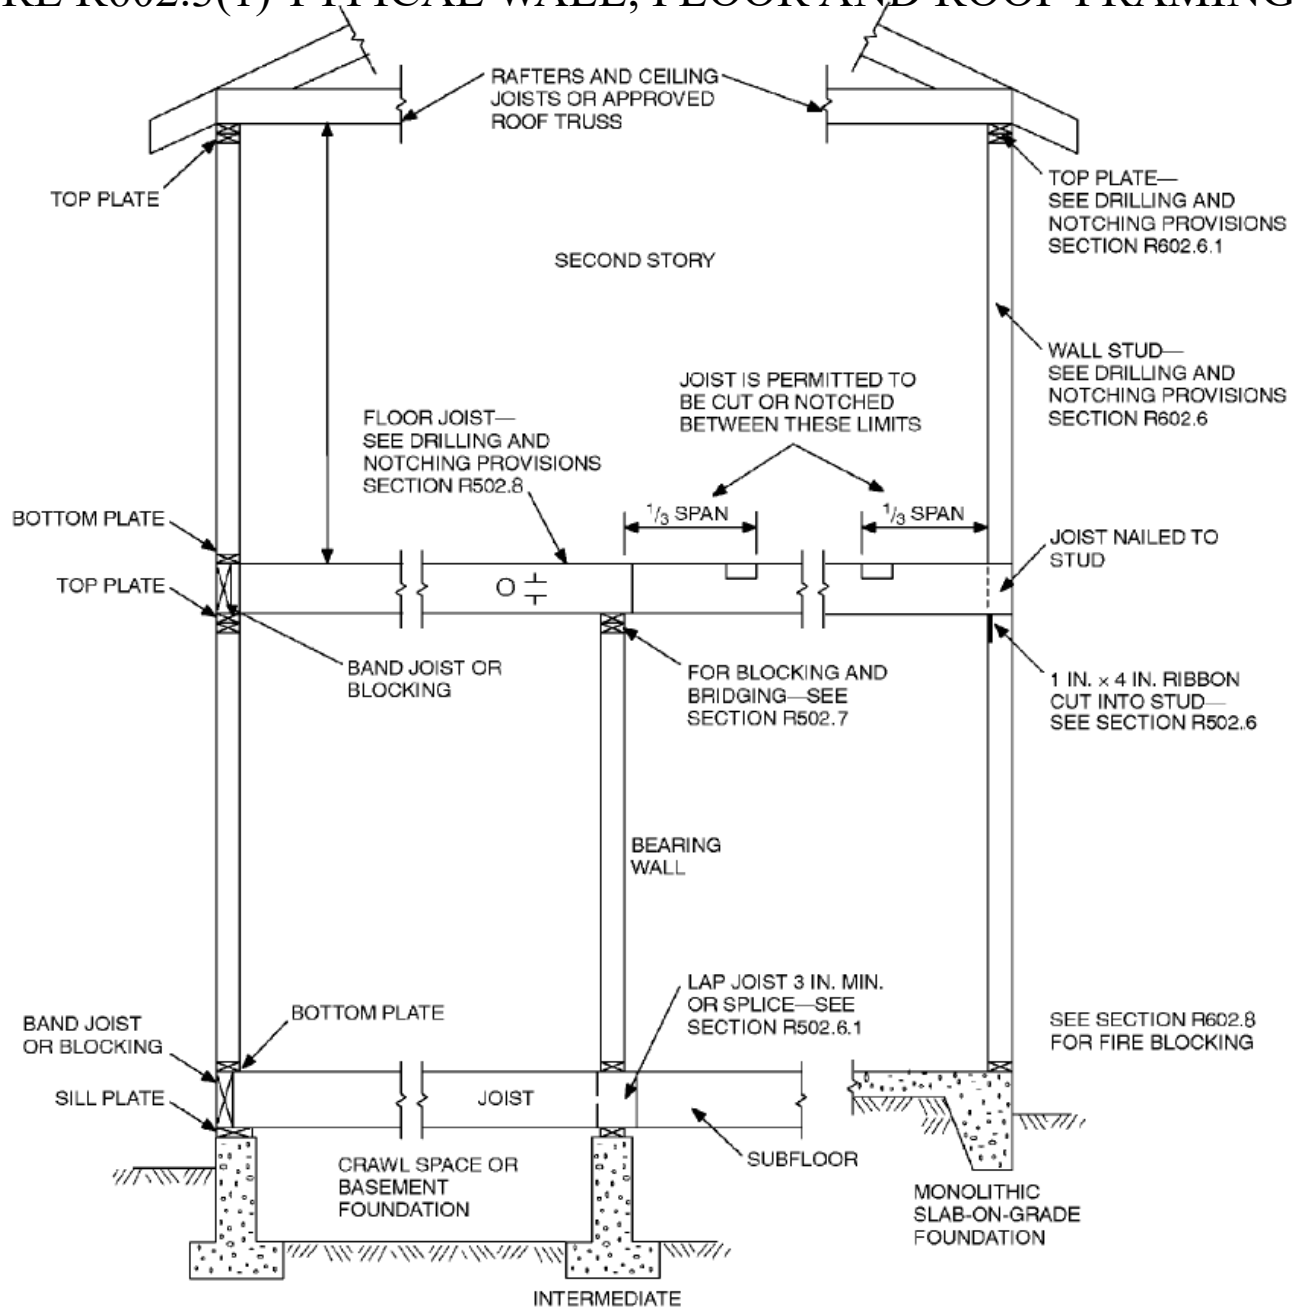 RE R602.3(1) TYPICAL WALL, FLOOR AND ROOF FRAMING
RAFTERS AND CEILING
JOISTS OR APPROVED
ROOF TRUSS
TOP PLATE
TOP PLATE—
SEE DRILLING AND
NOTCHING PROVISIONS
SECTION R602.6.1
SECOND STORY
WALL STUD—
SEE DRILLING AND
NOTCHING PROVISIONS
SECTION R602.6
JOIST IS PERMITTED TO
BE CUT OR NOTCHED
BETWEEN THESE LIMITS
FLOOR JOIST—
SEE DRILLING AND
NOTCHING PROVISIONS
SECTION R502.8
BOTTOM PLATE
1/3 SPAN
1/3 SPAN
JOIST NAILED TO
STUD
TOP PLATE
BAND JOIST OR
BLOCKING
FOR BLOCKING AND
BRIDGING—SEE
SECTION R502.7
1 IN. × 4 IN. RIBBON
CUT INTO STUD—
SEE SECTION R502.6
BEARING
WALL
LAP JOIST 3 IN. MIN.
OR SPLICE—SEE
SECTION R502.6.1
BOTTOM PLATE
BAND JOIST
OR BLOCKING
SEE SECTION R602.8
FOR FIRE BLOCKING
SILL PLATE
JOIST
SUBFLOOR
CRAWL SPACE OR
BASEMENT
FOUNDATION
MONOLITHIC
SLAB-ON-GRADE
FOUNDATION
INTERMEDIATE